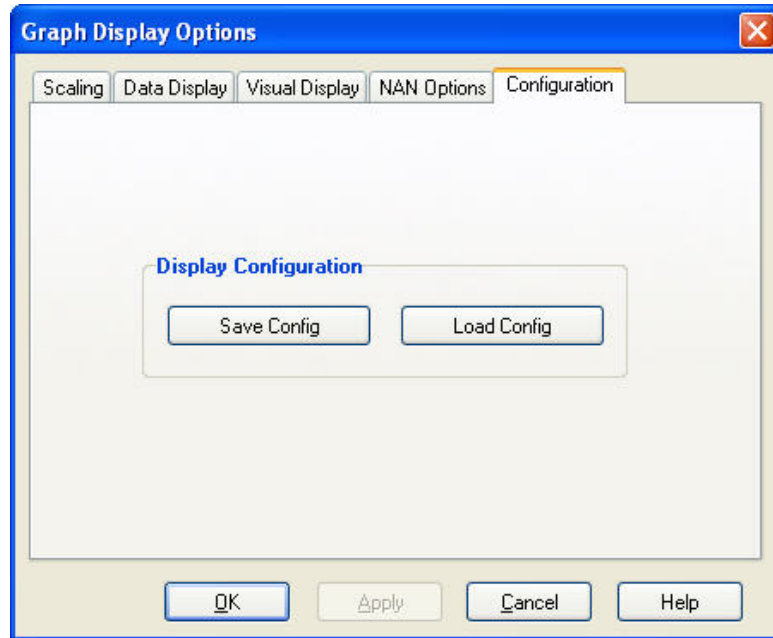 Graph Display Options
Scaling Data Display Visual Display NAN Options Configuration
Display Configuration
Save Config Load Config
OK Apply Cancel Help